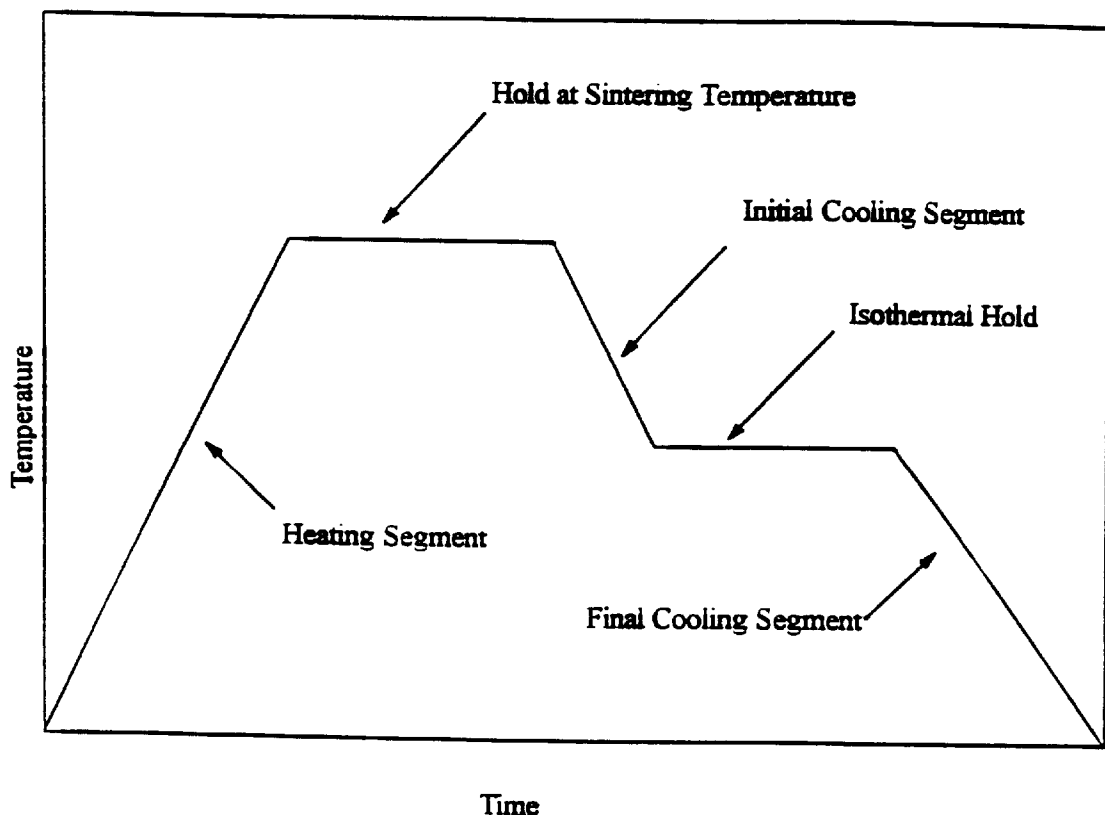 Hold at Sintering Temperature
Initial Cooling Segment
Isothermal Hold
Temperature
Heating Segment
Final Cooling Segment
Time